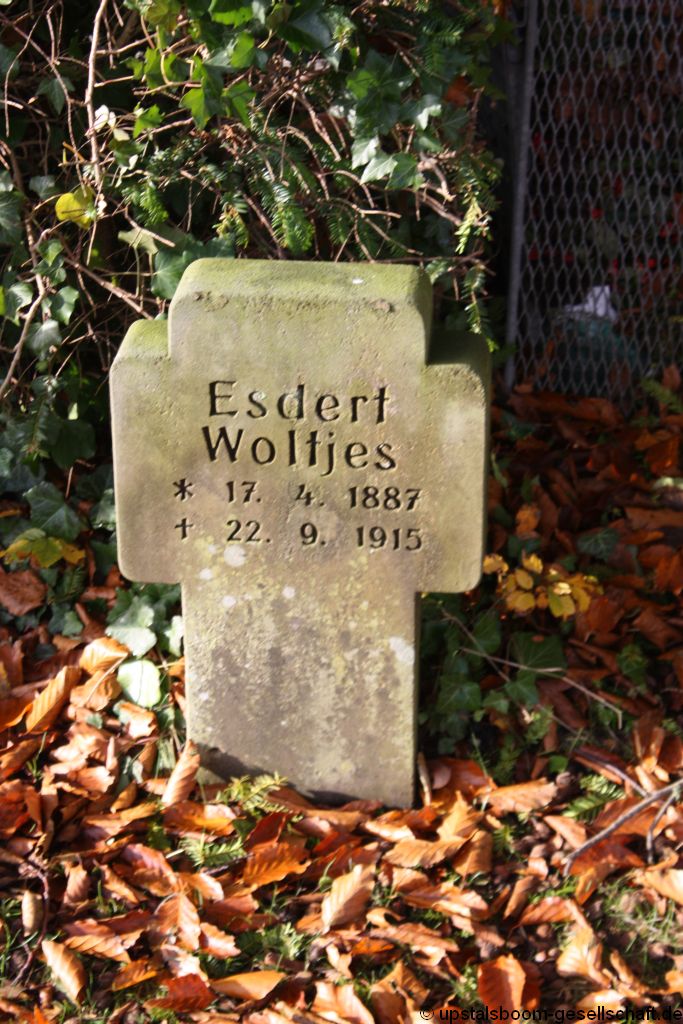 Esdert
Woltjes
* 17. 4. 1887
† 22. 9. 1915
© upstalsboom-gesellschaft.de